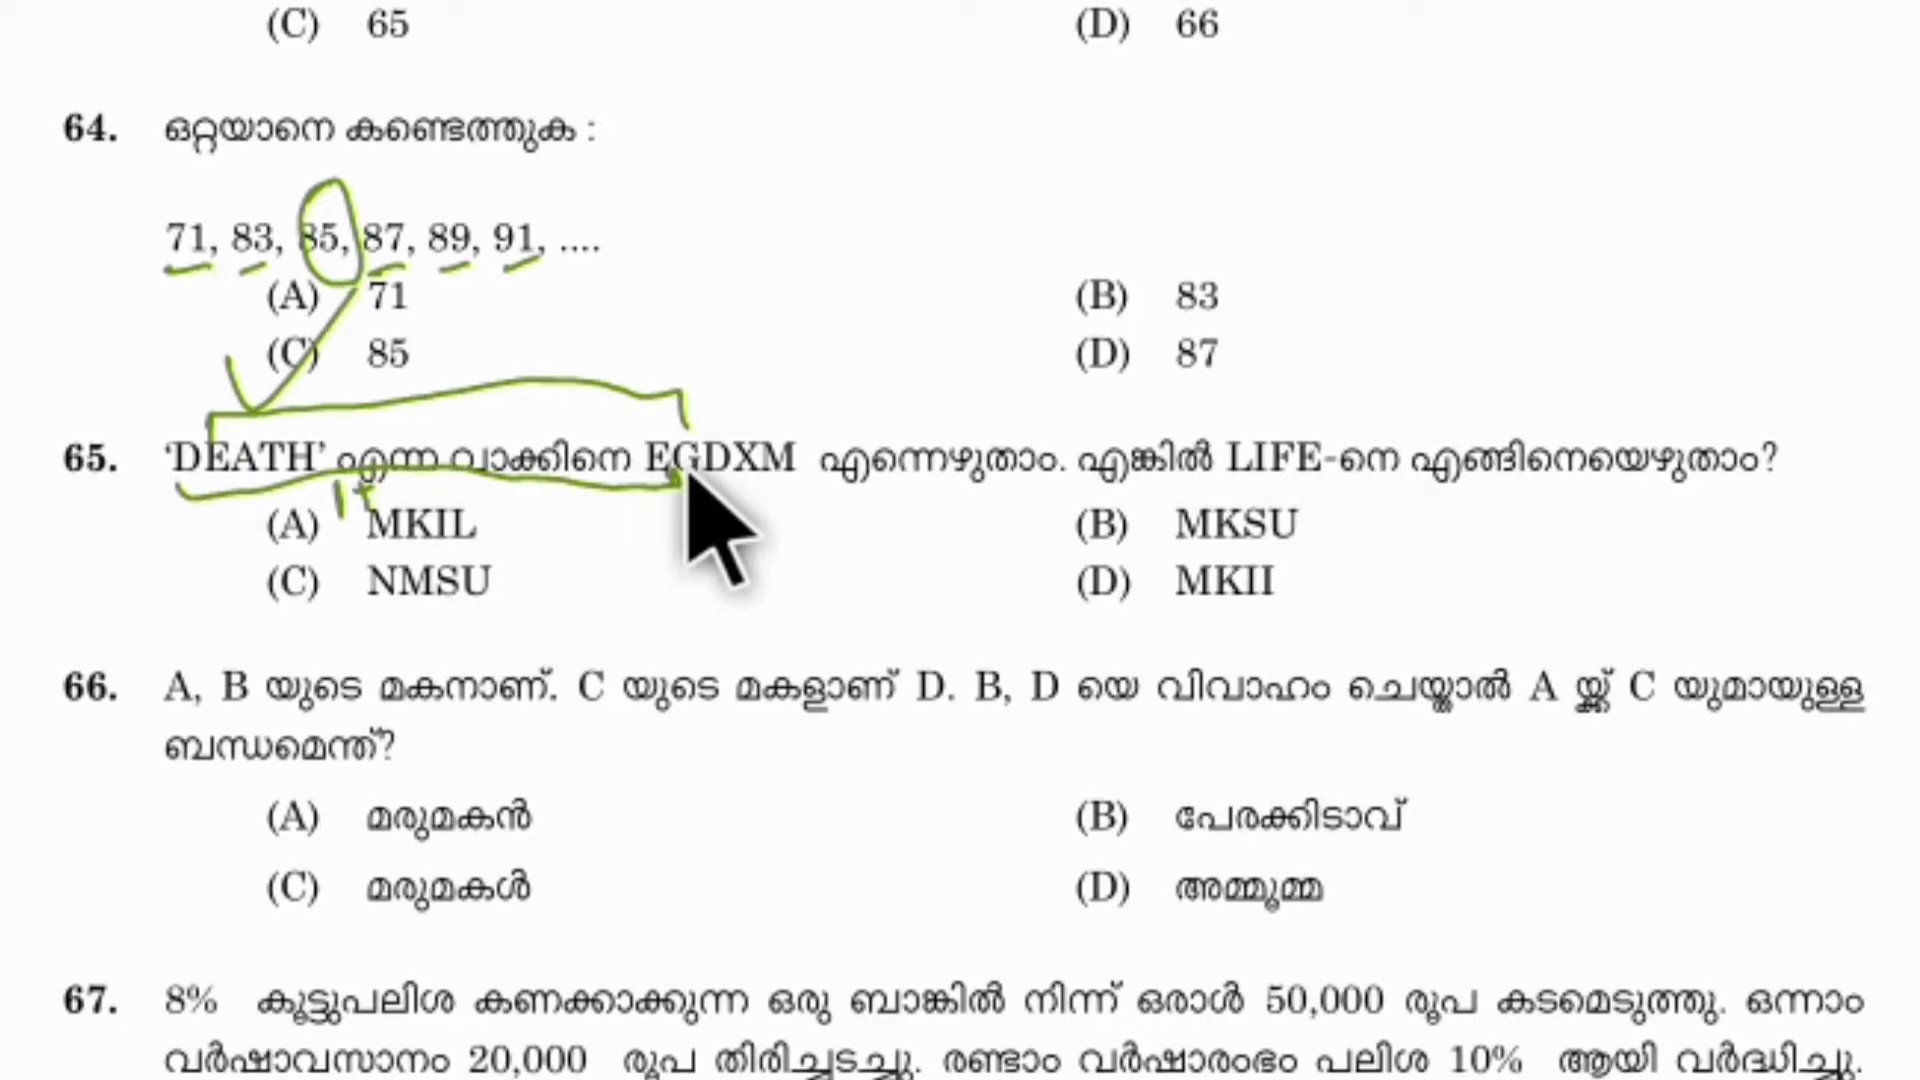 (C) 65 (D) 66
64. ഒറ്റയാനെ കണ്ടെത്തുക :
71, 83, 85, 87, 89, 91, ....
(A) 71 (B) 83
(C) 85 (D) 87
65. ‘DEATH’ എന്ന വാക്കിനെ EGDXM എന്നെഴുതാം. എങ്കിൽ LIFE-നെ എങ്ങിനെയെഴുതാം?
(A) MKIL (B) MKSU
(C) NMSU (D) MKII
66. A, B യുടെ മകനാണ്. C യുടെ മകളാണ് D. B, D യെ വിവാഹം ചെയ്താൽ A യ്ക്ക് C യുമായുള്ള
ബന്ധമെന്ത്?
(A) മരുമകൻ (B) പേരക്കിടാവ്
(C) മരുമകൾ (D) അമ്മൂമ്മ
67. 8% കൂട്ടുപലിശ കണക്കാക്കുന്ന ഒരു ബാങ്കിൽ നിന്ന് ഒരാൾ 50,000 രൂപ കടമെടുത്തു. ഒന്നാം
വർഷാവസാനം 20,000 രൂപ തിരിച്ചടച്ചു. രണ്ടാം വർഷാരംഭം പലിശ 10% ആയി വർദ്ധിച്ചു.